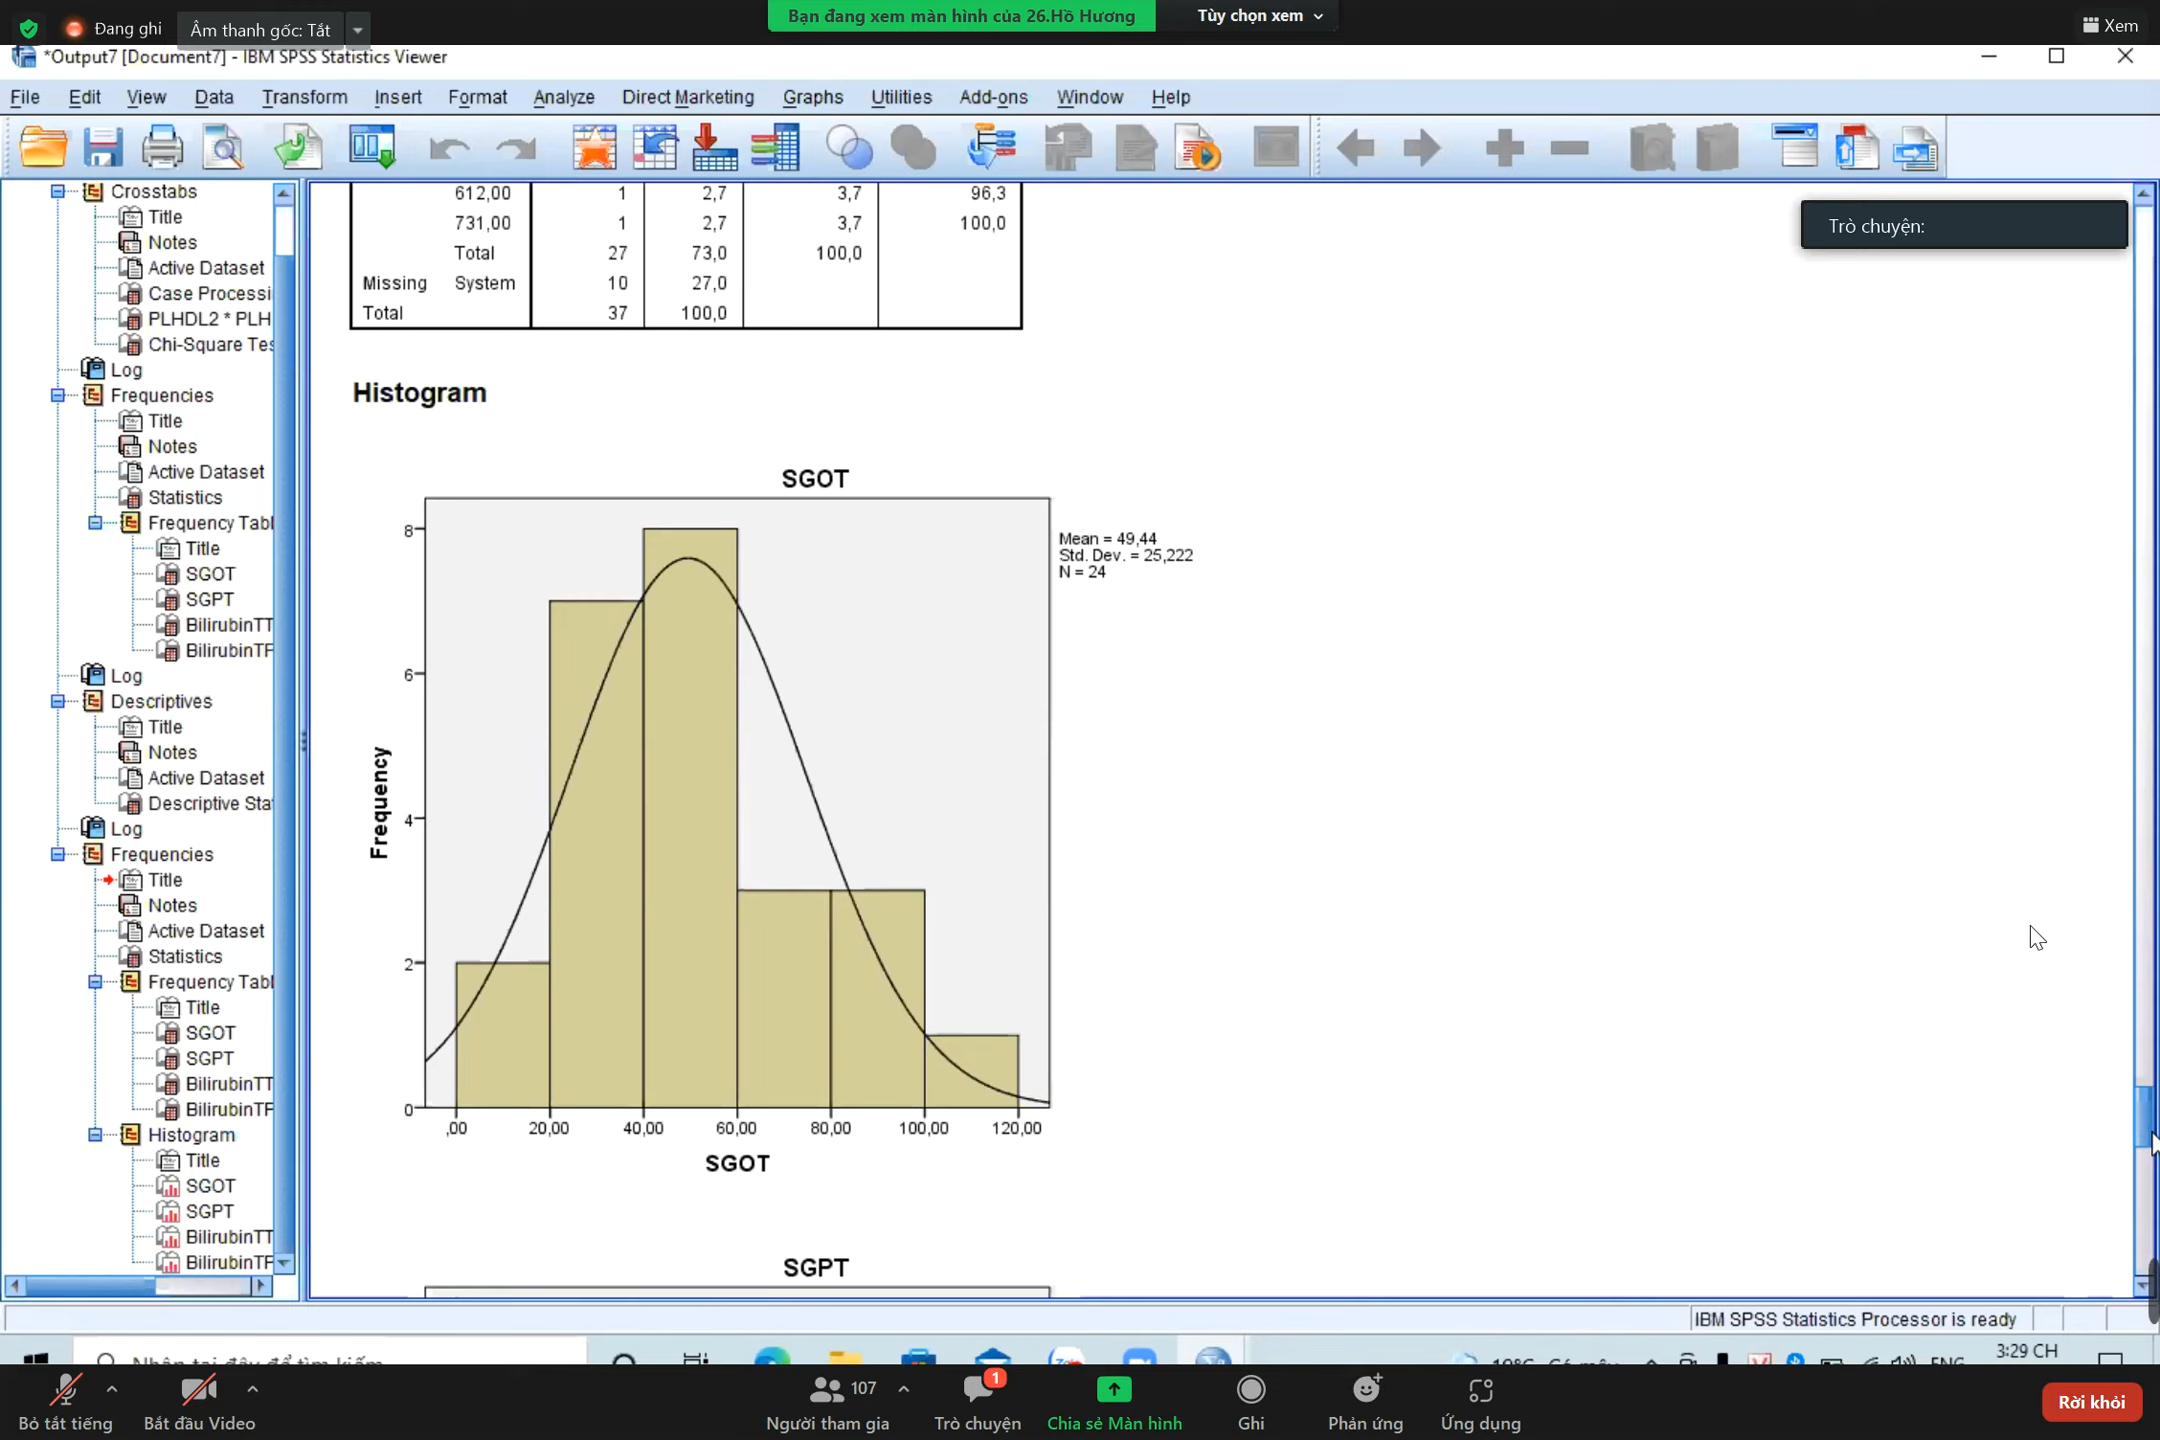 Đang ghi
Âm thanh gốc: Tắt
Bạn đang xem màn hình của 26.Hồ Hương
Tùy chọn xem
Xem
*Output7 [Document7] - IBM SPSS Statistics Viewer
File Edit View Data Transform Insert Format Analyze Direct Marketing Graphs Utilities Add-ons Window Help
Crosstabs
Title
Notes
Active Dataset
Case Processi
PLHDL2 * PLH
Chi-Square Tes
Log
Frequencies
Title
Notes
Active Dataset
Statistics
Frequency Tabl
Title
SGOT
SGPT
BilirubinTT
BilirubinTF
Log
Descriptives
Title
Notes
Active Dataset
Descriptive Sta
Log
Frequencies
Title
Notes
Active Dataset
Statistics
Frequency Tabl
Title
SGOT
SGPT
BilirubinTT
BilirubinTF
Histogram
Title
SGOT
SGPT
BilirubinTT
BilirubinTF
612,00 1 2,7 3,7 96,3
731,00 1 2,7 3,7 100,0
Total 27 73,0 100,0
Missing System 10 27,0
Total 37 100,0
Trò chuyện:
Histogram
SGOT
Mean = 49,44
Std. Dev. = 25,222
N = 24
Frequency
8
6
4
2
0
,00 20,00 40,00 60,00 80,00 100,00 120,00
SGOT
SGPT
IBM SPSS Statistics Processor is ready
3:29 CH
107
1
Bỏ tắt tiếng
Bắt đầu Video
Người tham gia
Trò chuyện
Chia sẻ Màn hình
Ghi
Phản ứng
Ứng dụng
Rời khỏi